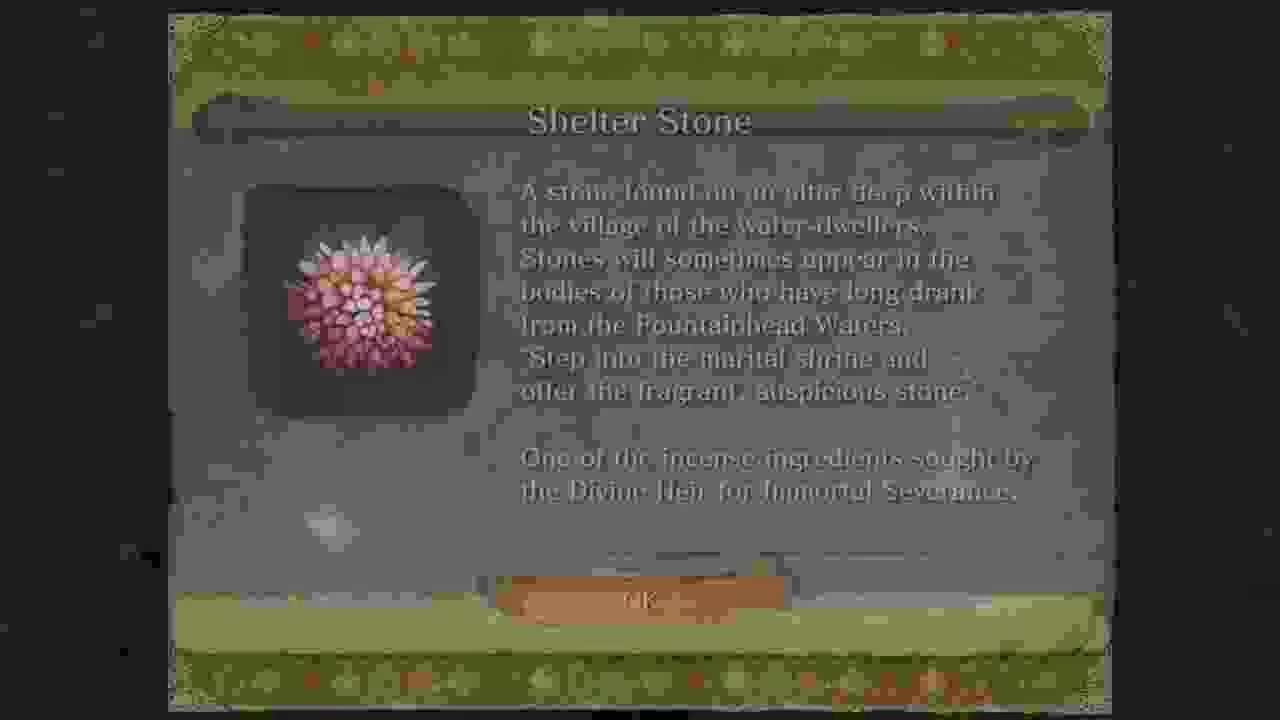 Shelter Stone
A stone found on an altar deep within
the village of the water-dwellers.
Stones will sometimes appear in the
bodies of those who have long drank
from the Fountainhead Waters.
"Step into the marital shrine and
offer the fragrant, auspicious stone."
One of the incense ingredients sought by
the Divine Heir for Immortal Severance.
OK